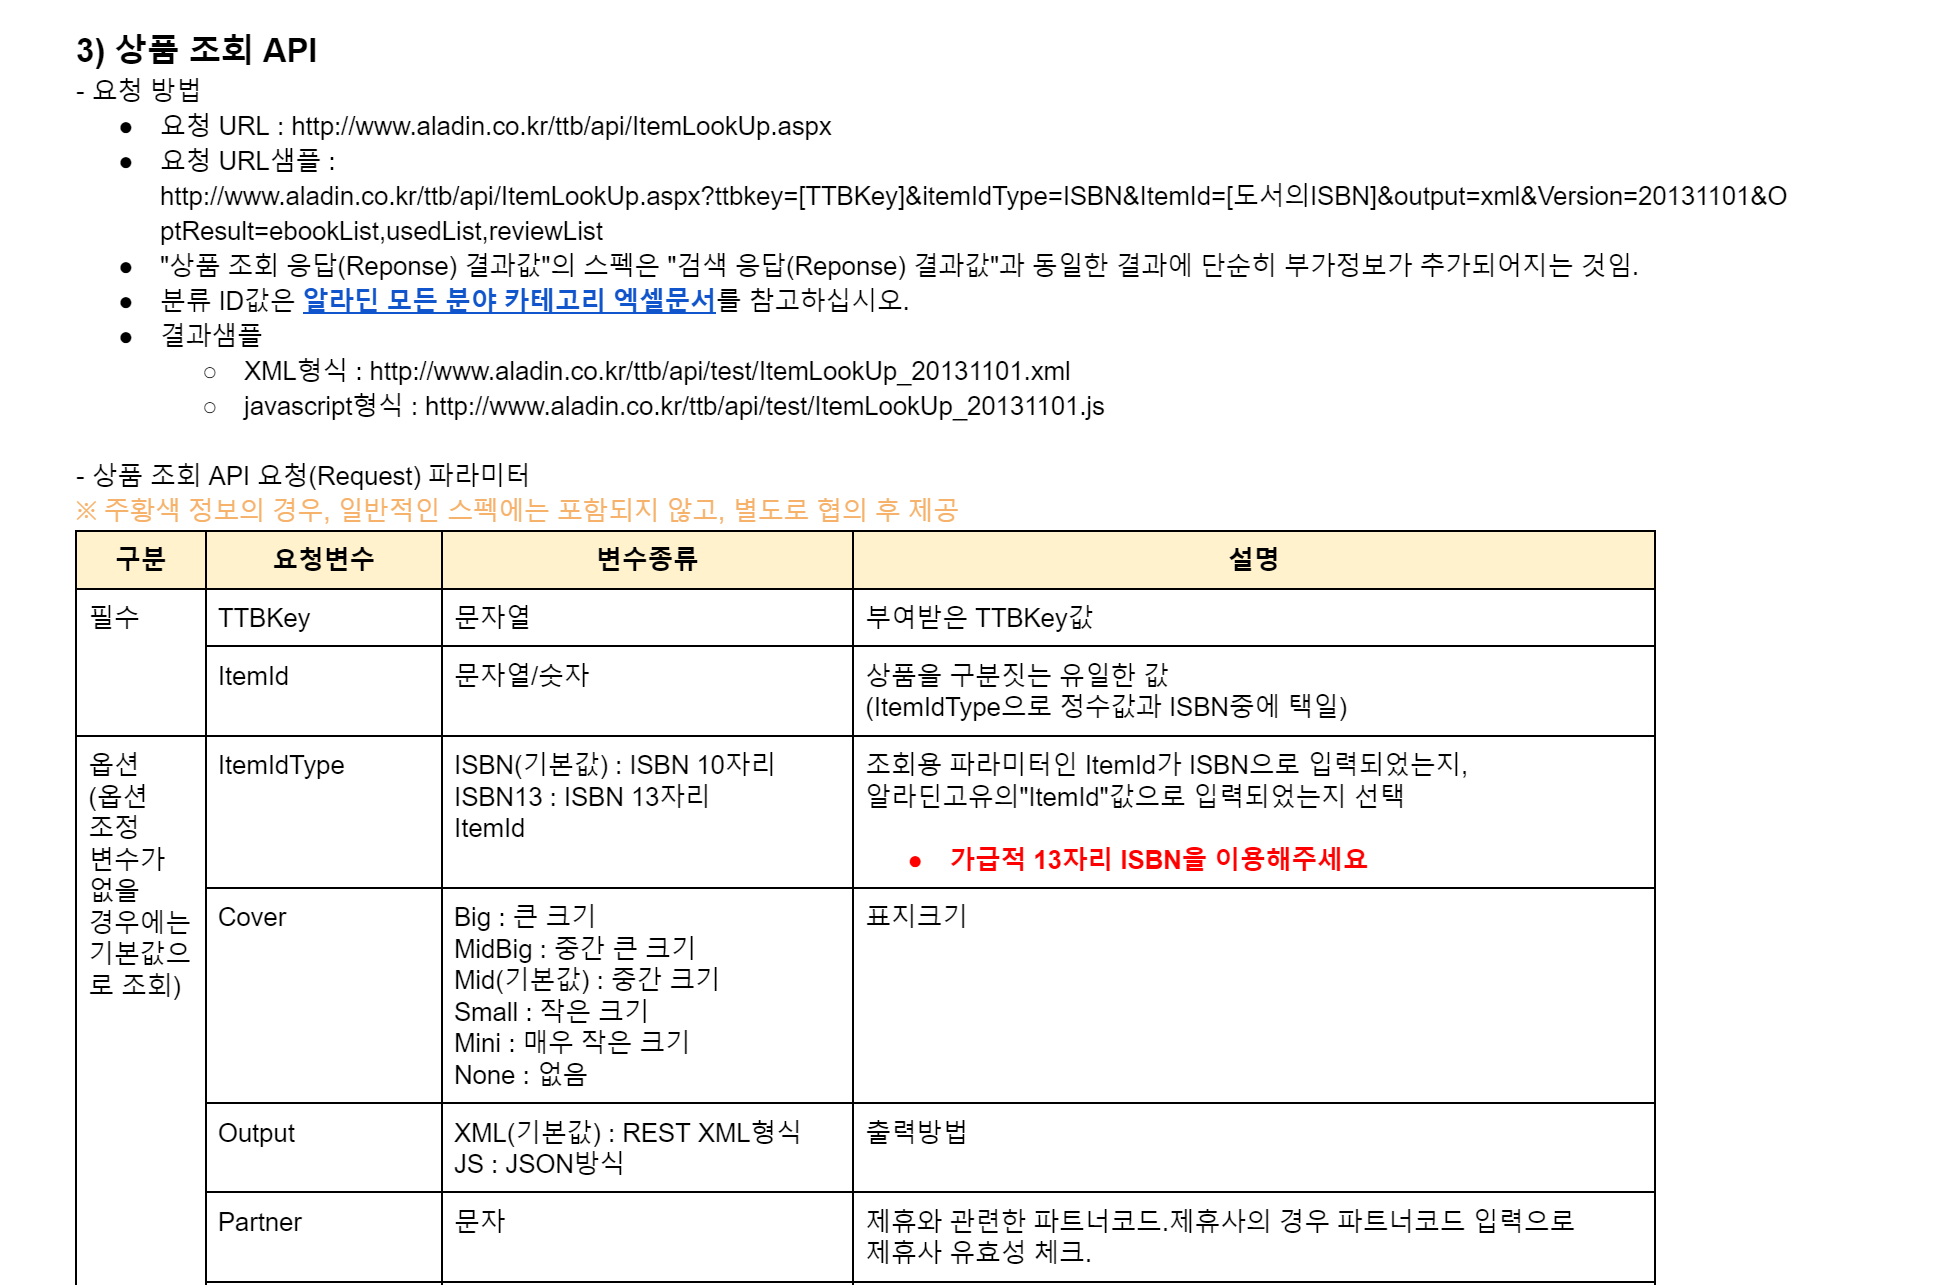 3) 상품 조회 API
- 요청 방법
● 요청 URL : http://www.aladin.co.kr/ttb/api/ItemLookUp.aspx
● 요청 URL샘플 :
http://www.aladin.co.kr/ttb/api/ItemLookUp.aspx?ttbkey=[TTBKey]&itemIdType=ISBN&ItemId=[도서의ISBN]&output=xml&Version=20131101&O
ptResult=ebookList,usedList,reviewList
● "상품 조회 응답(Reponse) 결과값"의 스펙은 "검색 응답(Reponse) 결과값"과 동일한 결과에 단순히 부가정보가 추가되어지는 것임.
● 분류 ID값은 알라딘 모든 분야 카테고리 엑셀문서를 참고하십시오.
● 결과샘플
○ XML형식 : http://www.aladin.co.kr/ttb/api/test/ItemLookUp_20131101.xml
○ javascript형식 : http://www.aladin.co.kr/ttb/api/test/ItemLookUp_20131101.js
- 상품 조회 API 요청(Request) 파라미터
※ 주황색 정보의 경우, 일반적인 스펙에는 포함되지 않고, 별도로 협의 후 제공
구분 요청변수 변수종류 설명
필수 TTBKey 문자열 부여받은 TTBKey값
ItemId 문자열/숫자 상품을 구분짓는 유일한 값
(ItemIdType으로 정수값과 ISBN중에 택일)
옵션
(옵션
조정
변수가
없을
경우에는
기본값으
로 조회)
ItemIdType
ISBN(기본값) : ISBN 10자리
ISBN13 : ISBN 13자리
ItemId
조회용 파라미터인 ItemId가 ISBN으로 입력되었는지,
알라딘고유의"ItemId"값으로 입력되었는지 선택
● 가급적 13자리 ISBN을 이용해주세요
Cover
Big : 큰 크기
MidBig : 중간 큰 크기
Mid(기본값) : 중간 크기
Small : 작은 크기
Mini : 매우 작은 크기
None : 없음
표지크기
Output
XML(기본값) : REST XML형식
JS : JSON방식
출력방법
Partner
문자
제휴와 관련한 파트너코드.제휴사의 경우 파트너코드 입력으로
제휴사 유효성 체크.